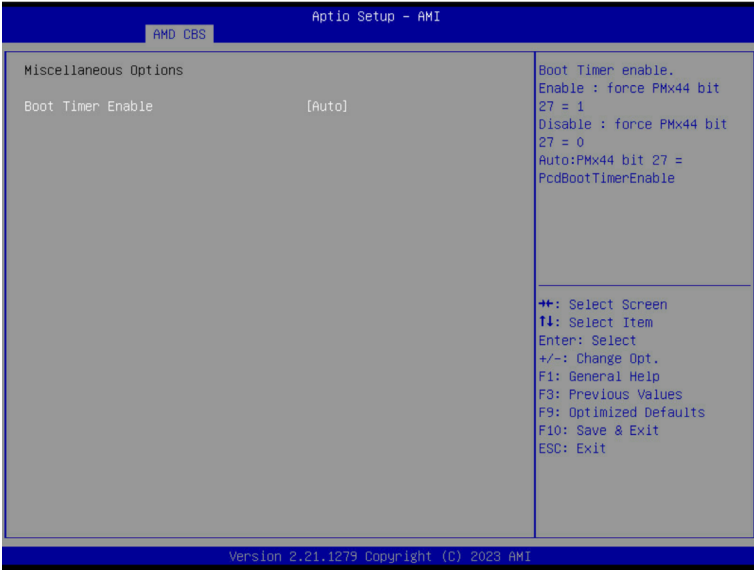 Aptio Setup – AMI
AMD CBS
Miscellaneous Options
Boot Timer Enable [Auto]
Boot Timer enable.
Enable : force PMx44 bit
27 = 1
Disable : force PMx44 bit
27 = 0
Auto:PMx44 bit 27 =
PcdBootTimerEnable
→←: Select Screen
↑↓: Select Item
Enter: Select
+/-: Change Opt.
F1: General Help
F3: Previous Values
F9: Optimized Defaults
F10: Save & Exit
ESC: Exit
Version 2.21.1279 Copyright (C) 2023 AMI